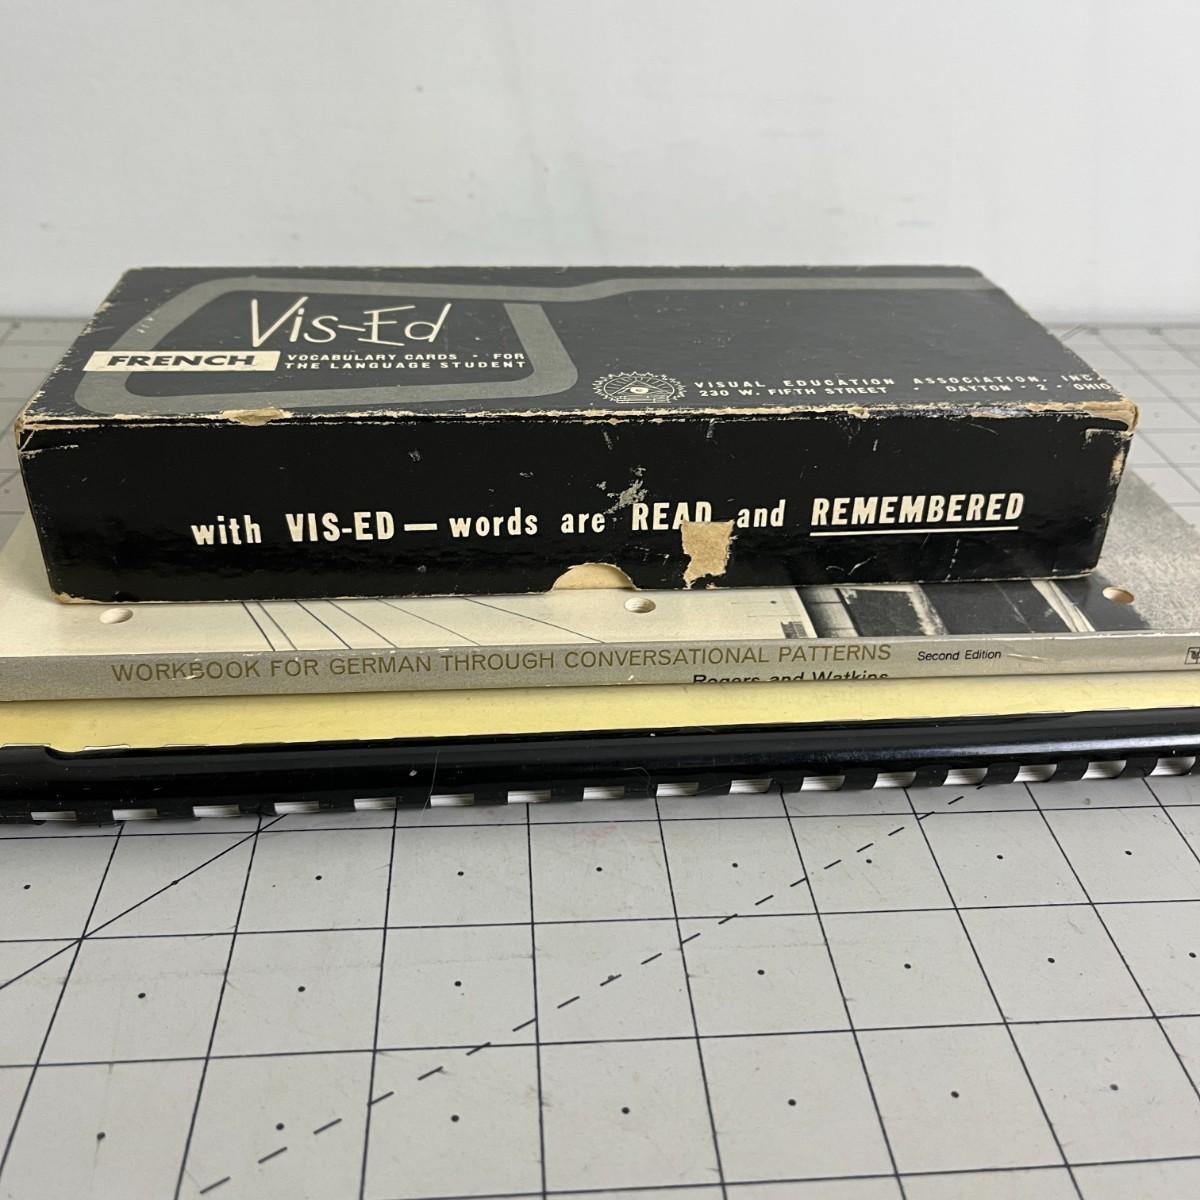 Vis-Ed
FRENCH
VOCABULARY CARDS • FOR
THE LANGUAGE STUDENT
VISUAL EDUCATION ASSOCIATION, INC.
230 W. FIFTH STREET • DAYTON • 2 • OHIO
with VIS-ED — words are READ and REMEMBERED
WORKBOOK FOR GERMAN THROUGH CONVERSATIONAL PATTERNS Second Edition
Rogers and Watkins